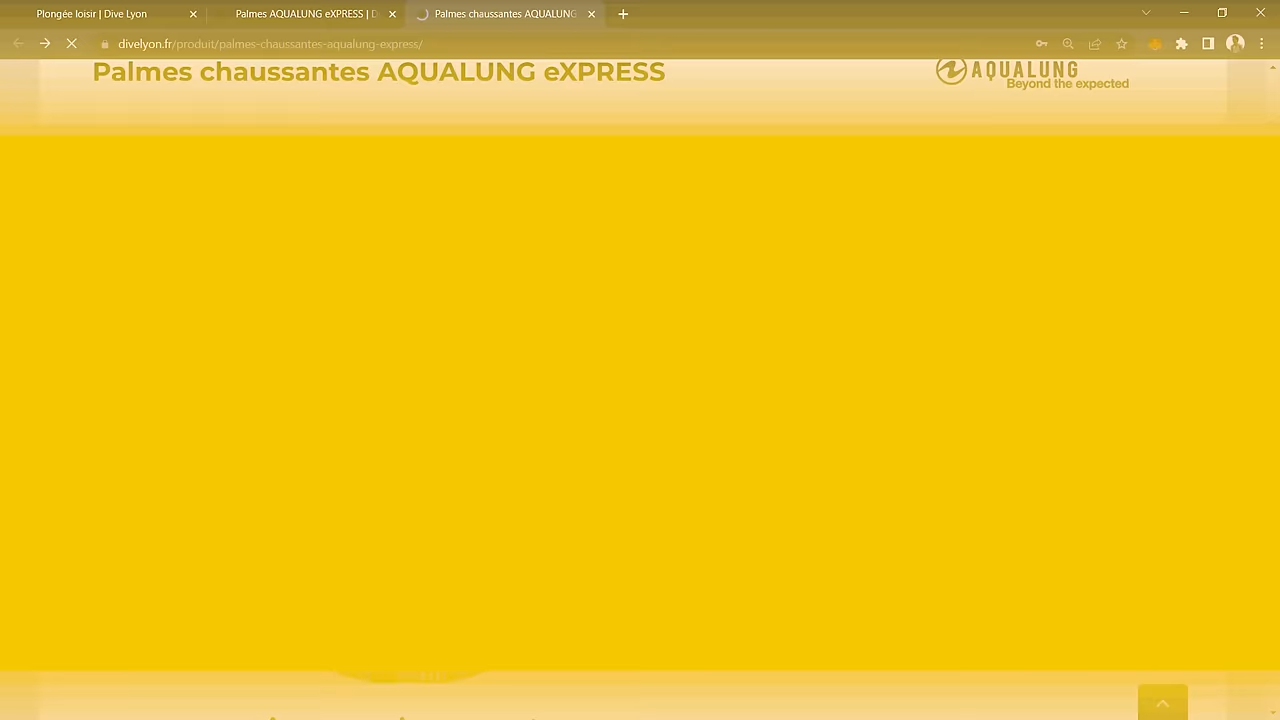 Plongée loisir | Dive Lyon
Palmes AQUALUNG eXPRESS | D
Palmes chaussantes AQUALUNG
divelyon.fr/produit/palmes-chaussantes-aqualung-express/
Palmes chaussantes AQUALUNG eXPRESS
AQUALUNG
Beyond the expected